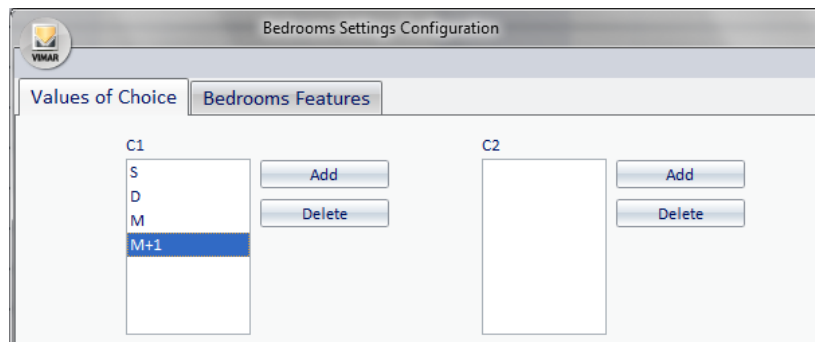 Bedrooms Settings Configuration
VIMAR
Values of Choice Bedrooms Features
C1 C2
S Add Add
D
M Delete Delete
M+1